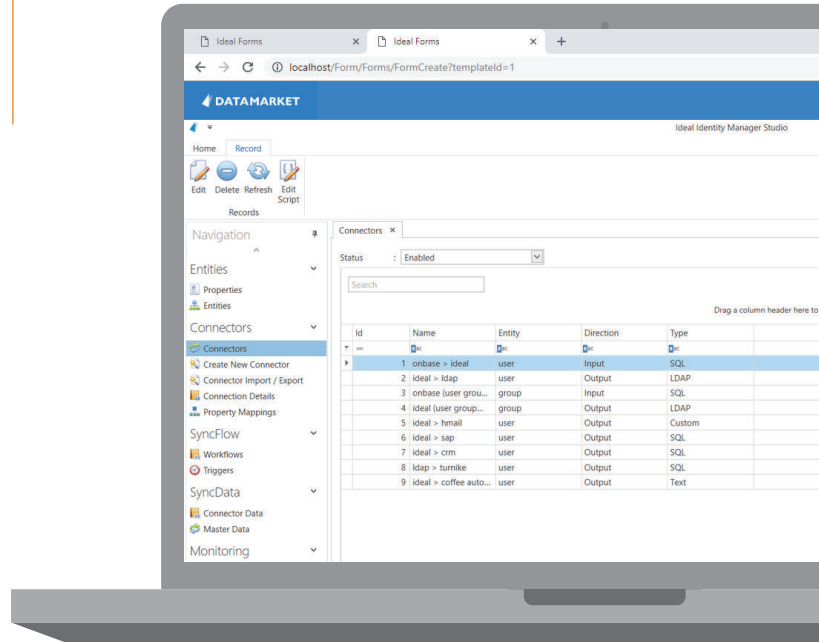 Ideal Forms × Ideal Forms × +
localhost/Form/Forms/FormCreate?templateId=1
DATAMARKET
Ideal Identity Manager Studio
Home Record
Edit Delete Refresh Edit Script
Records
Navigation
Connectors ×
Status : Enabled
Search
Drag a column header here to
Entities
Properties
Entities
Connectors
Connectors
Create New Connector
Connector Import / Export
Connection Details
Property Mappings
SyncFlow
Workflows
Triggers
SyncData
Connector Data
Master Data
Monitoring
Id Name Entity Direction Type
1 onbase > ideal user Input SQL
2 ideal > ldap user Output LDAP
3 onbase (user grou... group Input SQL
4 ideal (user group... group Output LDAP
5 ideal > hmail user Output Custom
6 ideal > sap user Output SQL
7 ideal > crm user Output SQL
8 ldap > turnike user Output SQL
9 ideal > coffee auto... user Output Text